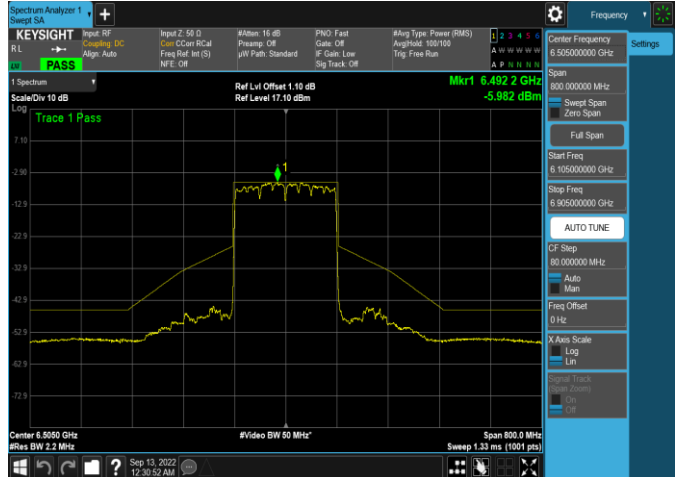 Spectrum Analyzer 1
Swept SA
Frequency
KEYSIGHT
RL
PASS
Input: RF
Coupling: DC
Align: Auto
Input Z: 50 Ω
Corr CCorr RCal
Freq Ref: Int (S)
NFE: Off
#Atten: 16 dB
Preamp: Off
µW Path: Standard
PNO: Fast
Gate: Off
IF Gain: Low
Sig Track: Off
#Avg Type: Power (RMS)
Avg|Hold: 100/100
Trig: Free Run
1 2 3 4 5 6
A W W W W W
A P N N N N
1 Spectrum
Scale/Div 10 dB
Ref Lvl Offset 1.10 dB
Ref Level 17.10 dBm
Mkr1 6.492 2 GHz
-5.982 dBm
Log
Trace 1 Pass
1
7.10
-2.90
-12.9
-22.9
-32.9
-42.9
-52.9
-62.9
-72.9
Center 6.5050 GHz
#Res BW 2.2 MHz
#Video BW 50 MHz*
Span 800.0 MHz
Sweep 1.33 ms (1001 pts)
Sep 13, 2022
12:30:52 AM
Center Frequency
6.505000000 GHz
Settings
Span
800.000000 MHz
Swept Span
Zero Span
Full Span
Start Freq
6.105000000 GHz
Stop Freq
6.905000000 GHz
AUTO TUNE
CF Step
80.000000 MHz
Auto
Man
Freq Offset
0 Hz
X Axis Scale
Log
Lin
Signal Track
(Span Zoom)
On
Off